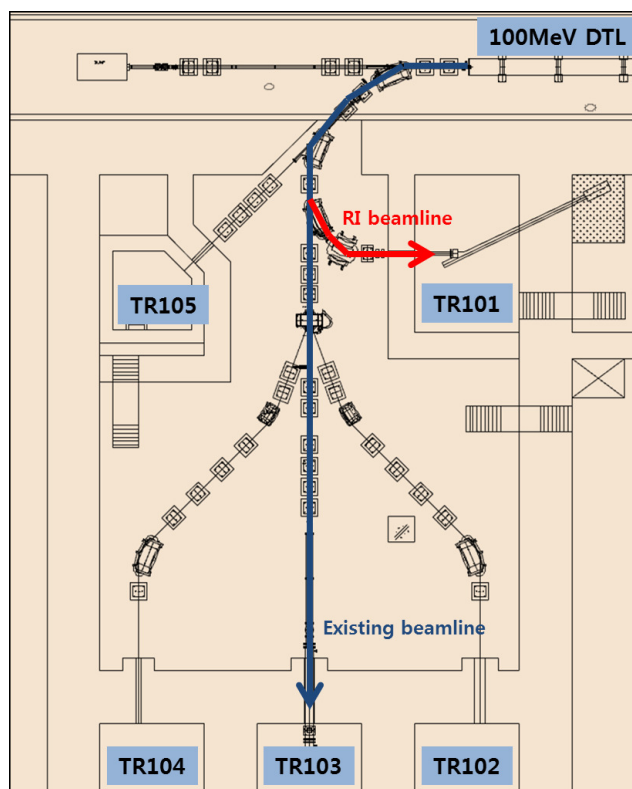 100MeV DTL
RI beamline
TR105
TR101
Existing beamline
TR104
TR103
TR102